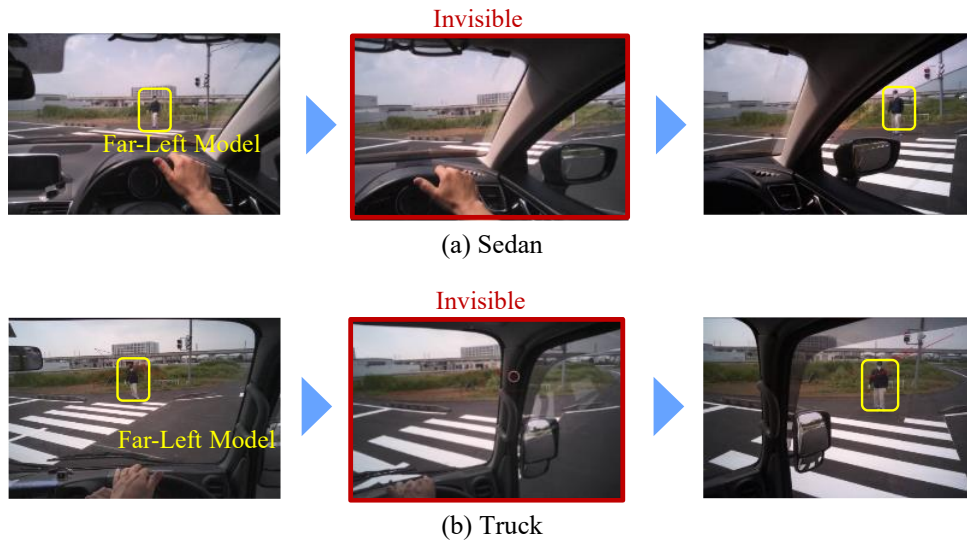 Invisible
Far-Left Model
(a) Sedan
Invisible
Far-Left Model
(b) Truck